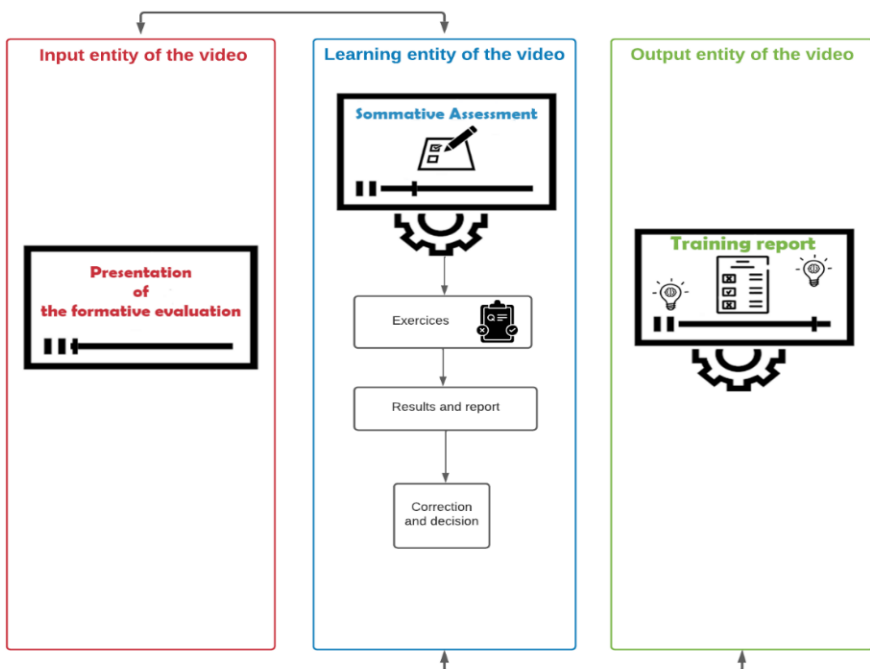 Input entity of the video
Presentation
of
the formative evaluation
Learning entity of the video
Sommative Assessment
Exercices
Results and report
Correction
and decision
Output entity of the video
Training report